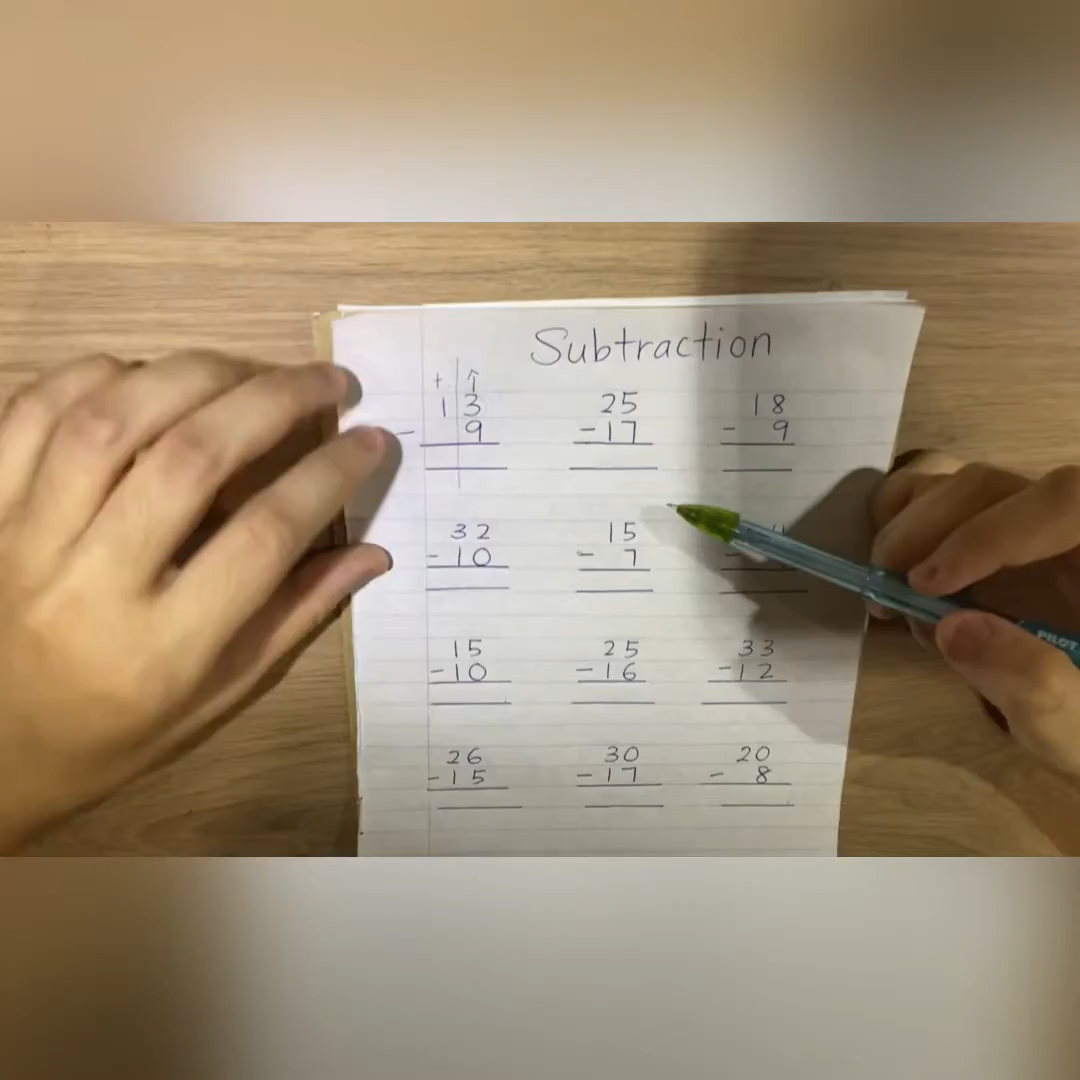 Subtraction
+ ↑
13 25 18
- 9 -17 - 9
32 15
-10 - 7
15 25 33
-10 -16 -12
26 30 20
-15 -17 - 8
PILOT